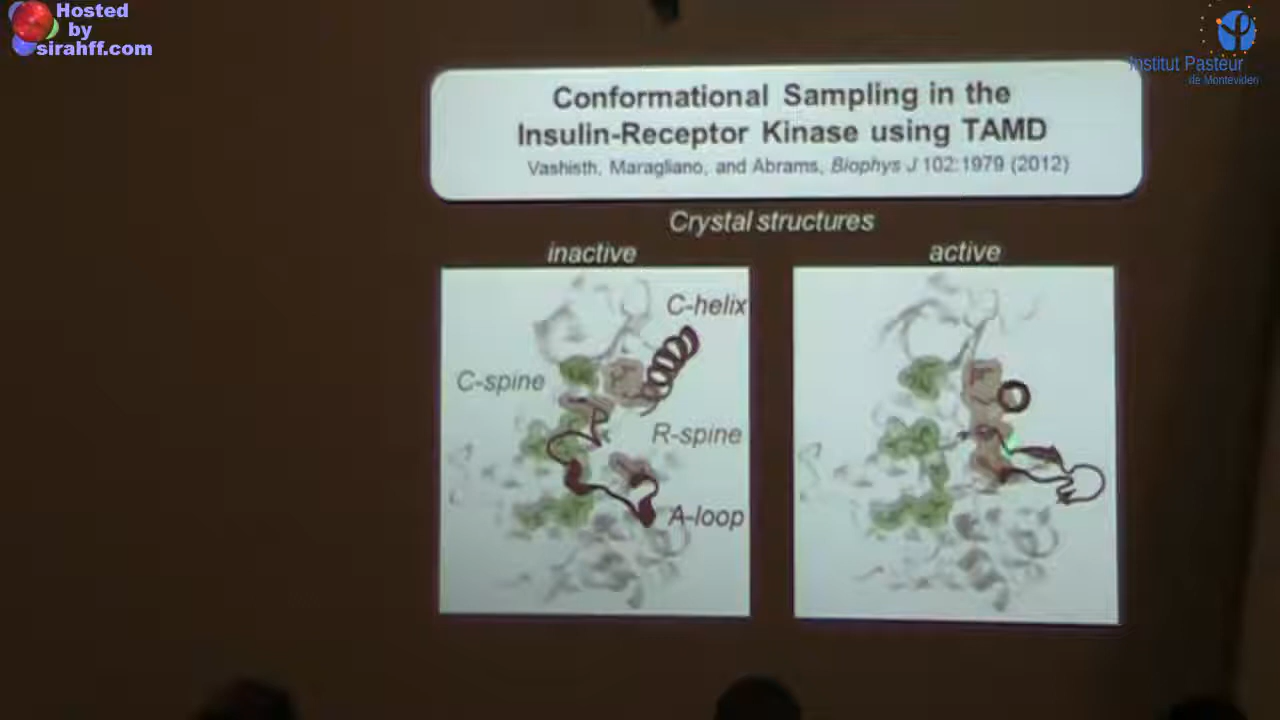 Hosted
by
sirahff.com
Institut Pasteur
de Montevideo
Conformational Sampling in the
Insulin-Receptor Kinase using TAMD
Vashisth, Maragliano, and Abrams, Biophys J 102:1979 (2012)
Crystal structures
inactive
active
C-helix
C-spine
R-spine
A-loop